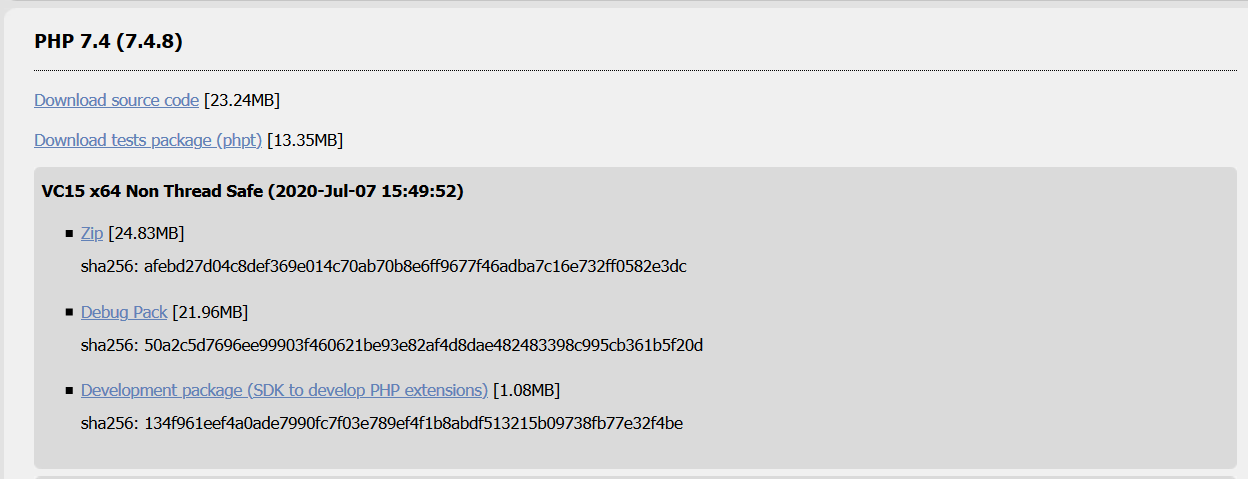 PHP 7.4 (7.4.8)
Download source code [23.24MB]
Download tests package (phpt) [13.35MB]
VC15 x64 Non Thread Safe (2020-Jul-07 15:49:52)
Zip [24.83MB]
sha256: afebd27d04c8def369e014c70ab70b8e6ff9677f46adba7c16e732ff0582e3dc
Debug Pack [21.96MB]
sha256: 50a2c5d7696ee99903f460621be93e82af4d8dae482483398c995cb361b5f20d
Development package (SDK to develop PHP extensions) [1.08MB]
sha256: 134f961eef4a0ade7990fc7f03e789ef4f1b8abdf513215b09738fb77e32f4be